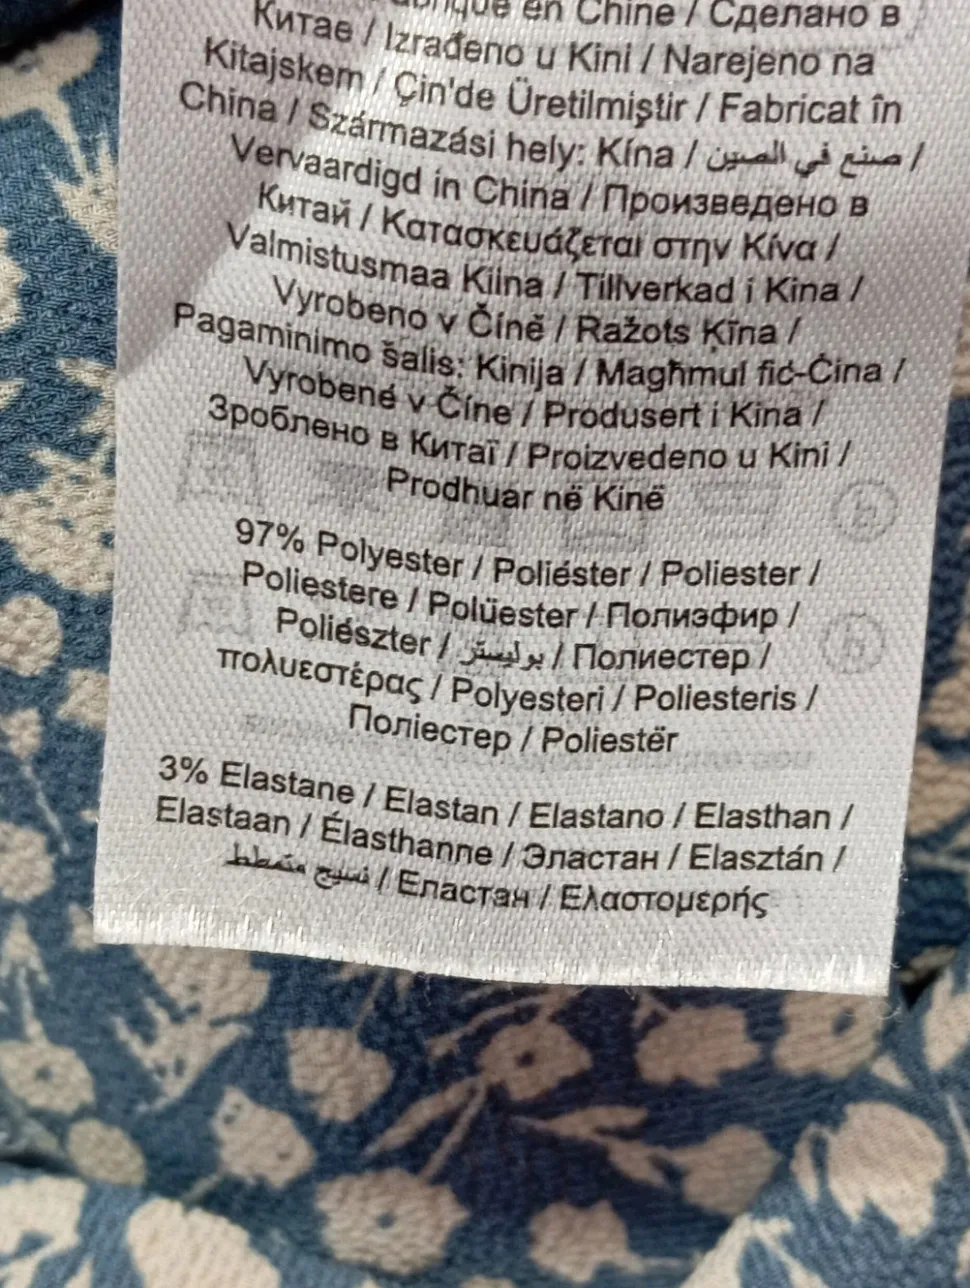 en Chine / Сделано в
Китае / Izrađeno u Kini / Narejeno na
Kitajskem / Çin'de Üretilmiştir / Fabricat în
China / Származási hely: Kína / صنع في الصين /
Vervaardigd in China / Произведено в
Китай / Κατασκευάζεται στην Κίνα /
Valmistusmaa Kiina / Tillverkad i Kina /
Vyrobeno v Číně / Ražots Ķīna /
Pagaminimo šalis: Kinija / Magħmul fiċ-Ċina /
Vyrobené v Číne / Produsert i Kina /
Зроблено в Китаї / Proizvedeno u Kini /
Prodhuar në Kinë
97% Polyester / Poliéster / Poliester /
Poliestere / Polüester / Полиэфир /
Poliészter / بوليستر / Полиестер /
πολυεστέρας / Polyesteri / Poliesteris /
Поліестер / Poliestër
3% Elastane / Elastan / Elastano / Elasthan /
Elastaan / Élasthanne / Эластан / Elasztán /
نسيج متمطط / Еластан / Ελαστομερής